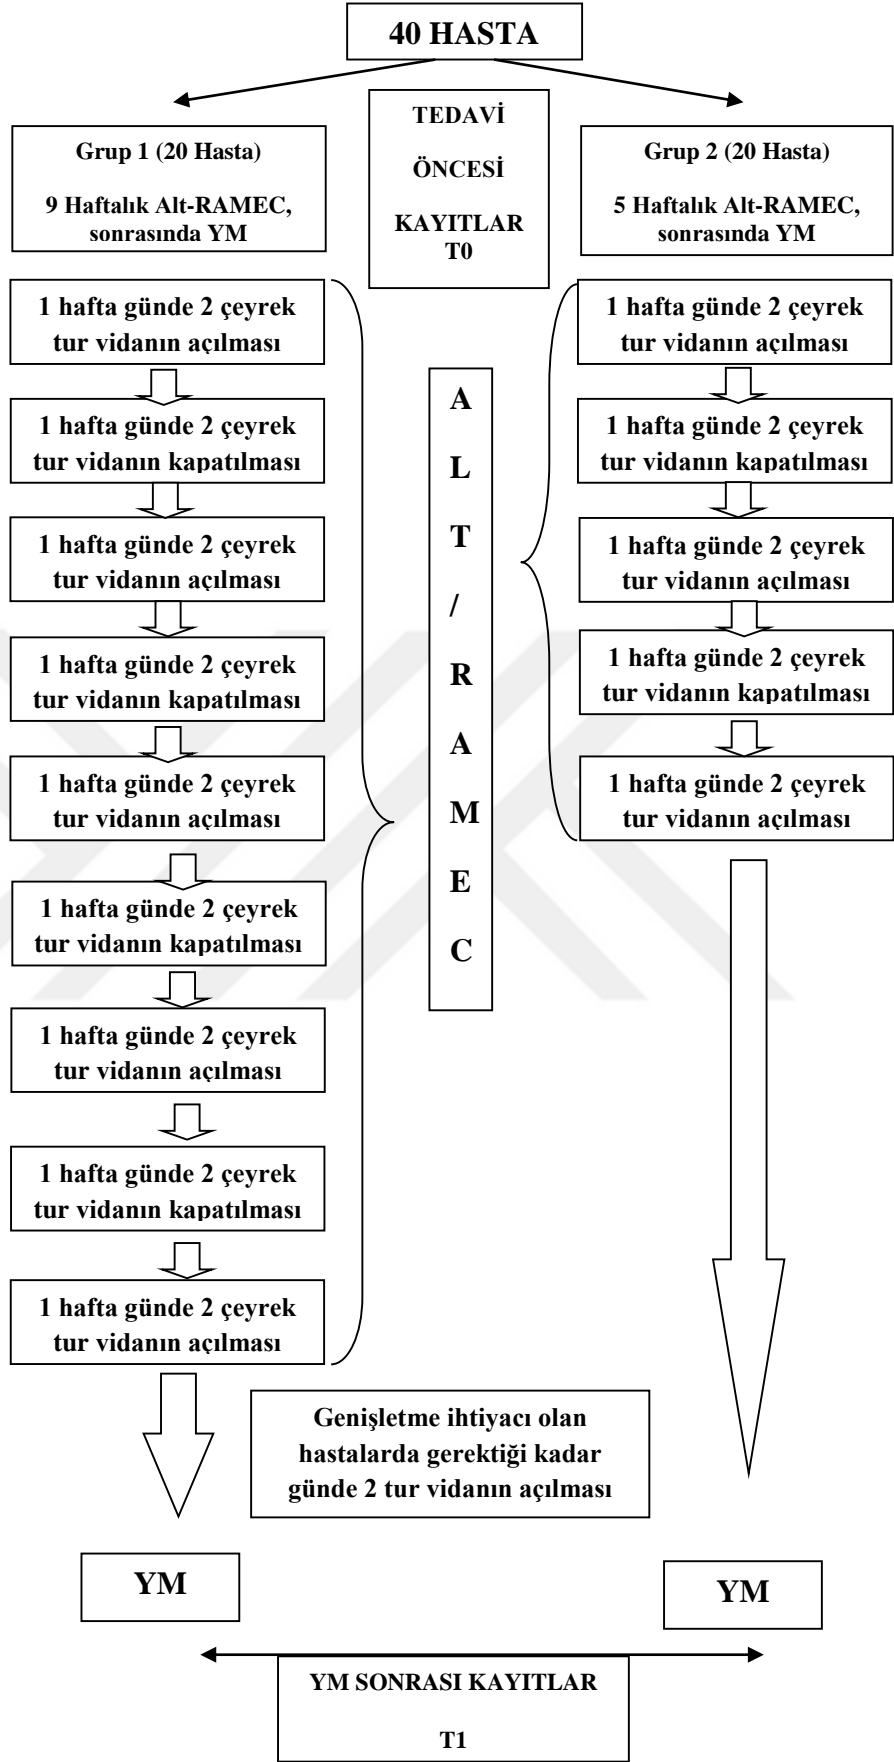 40 HASTA
TEDAVİ
ÖNCESİ
KAYITLAR
T0
Grup 1 (20 Hasta)
9 Haftalık Alt-RAMEC,
sonrasında YM
Grup 2 (20 Hasta)
5 Haftalık Alt-RAMEC,
sonrasında YM
1 hafta günde 2 çeyrek
tur vidanın açılması
1 hafta günde 2 çeyrek
tur vidanın kapatılması
1 hafta günde 2 çeyrek
tur vidanın açılması
1 hafta günde 2 çeyrek
tur vidanın kapatılması
1 hafta günde 2 çeyrek
tur vidanın açılması
1 hafta günde 2 çeyrek
tur vidanın kapatılması
1 hafta günde 2 çeyrek
tur vidanın açılması
1 hafta günde 2 çeyrek
tur vidanın kapatılması
1 hafta günde 2 çeyrek
tur vidanın açılması
A
L
T
/
R
A
M
E
C
1 hafta günde 2 çeyrek
tur vidanın açılması
1 hafta günde 2 çeyrek
tur vidanın kapatılması
1 hafta günde 2 çeyrek
tur vidanın açılması
1 hafta günde 2 çeyrek
tur vidanın kapatılması
1 hafta günde 2 çeyrek
tur vidanın açılması
Genişletme ihtiyacı olan
hastalarda gerektiği kadar
günde 2 tur vidanın açılması
YM
YM
YM SONRASI KAYITLAR
T1